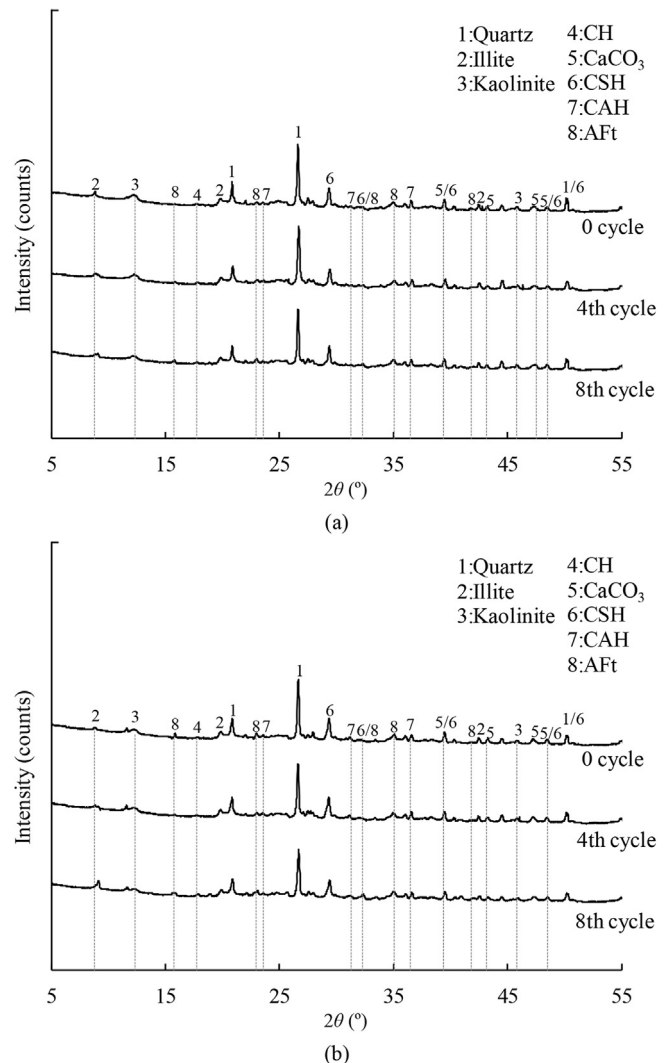 1:Quartz 4:CH
2:Illite 5:CaCO₃
3:Kaolinite 6:CSH
7:CAH
8:AFt
Intensity (counts)
1
2 3 8 4 2 1 8 7 6 7 6 6/8 8 7 5/6 8 2 5 3 5 5/6 1/6
0 cycle
4th cycle
8th cycle
5 15 25 35 45 55
2θ (º)
(a)
1:Quartz 4:CH
2:Illite 5:CaCO₃
3:Kaolinite 6:CSH
7:CAH
8:AFt
Intensity (counts)
1
2 3 8 4 2 1 8 7 6 7 2 6/8 8 7 5/6 8 2 5 3 5 5/6 1/6
0 cycle
4th cycle
8th cycle
5 15 25 35 45 55
2θ (º)
(b)